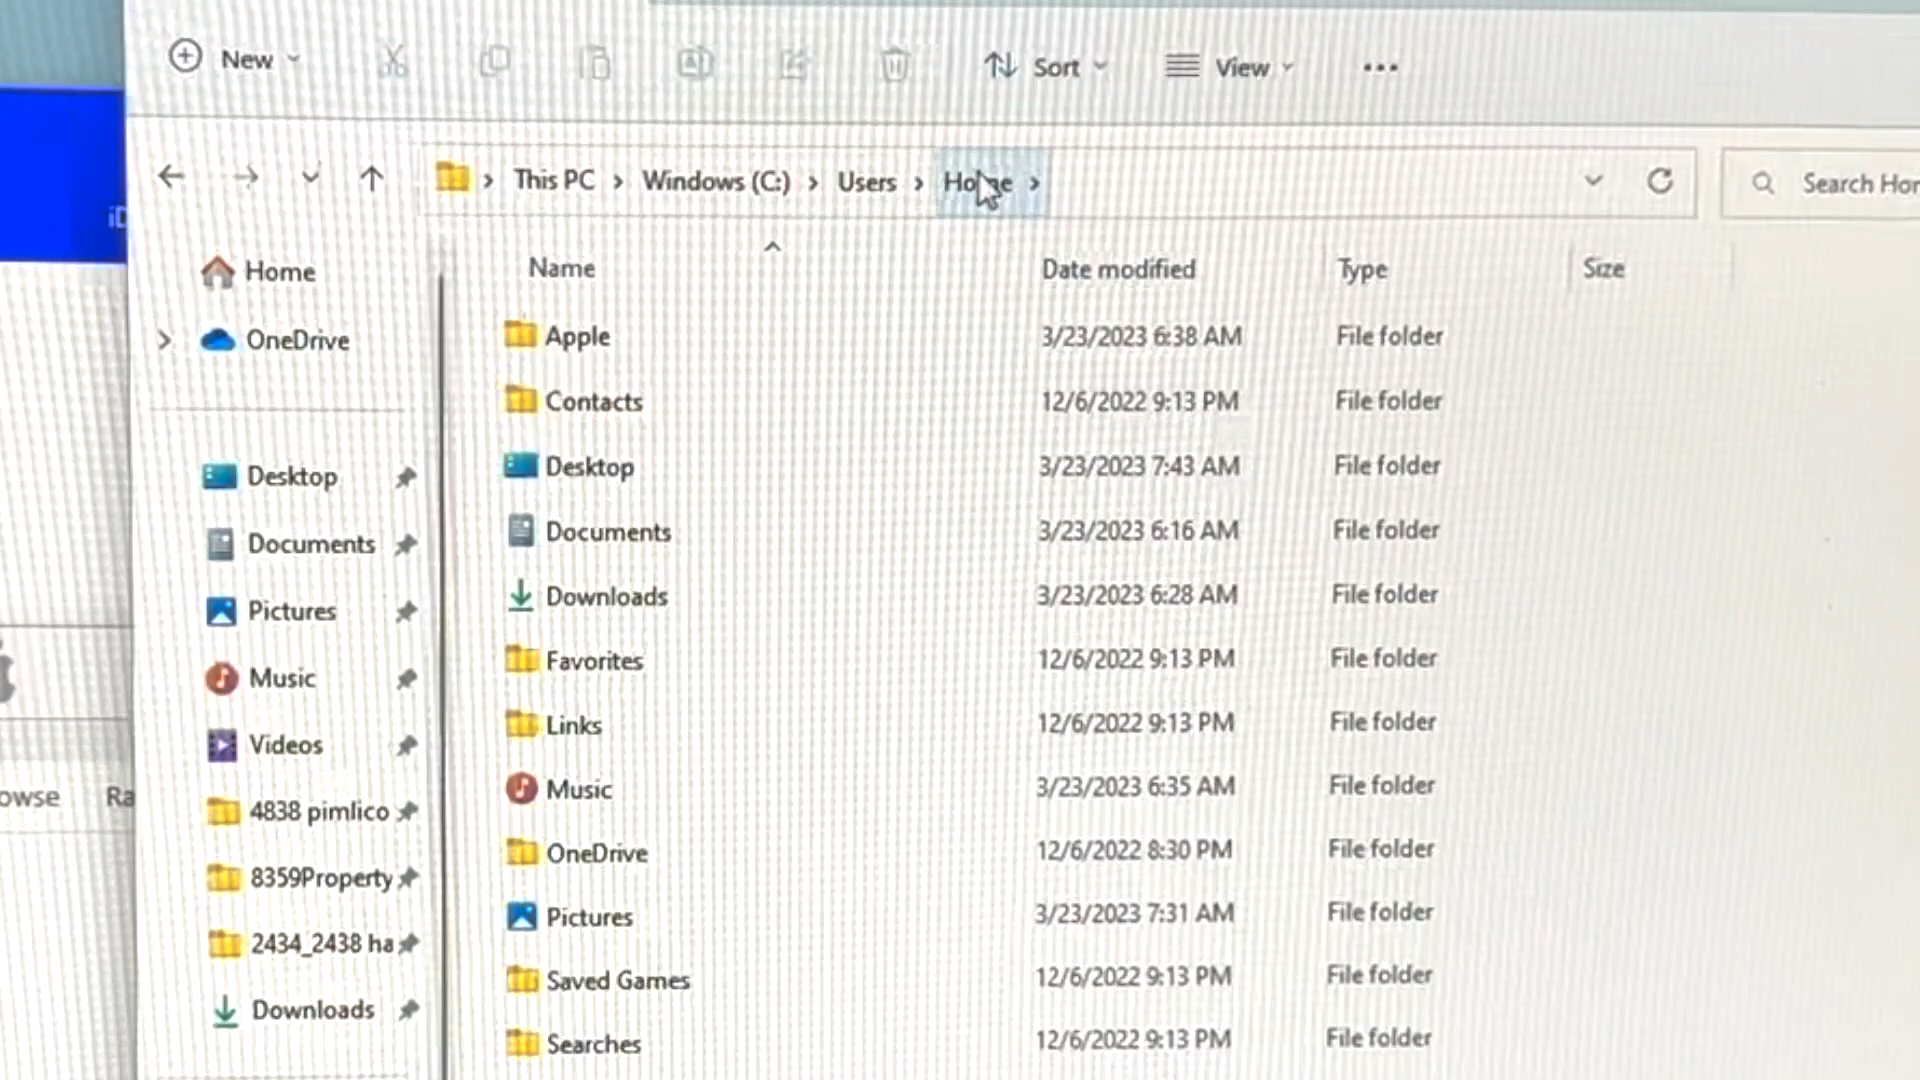 New
Sort
View
This PC > Windows (C:) > Users > Home >
Search
Home
OneDrive
Desktop
Documents
Pictures
Music
Videos
4838 pimlico
8359Property
2434_2438 ha
Downloads
Name Date modified Type Size
Apple 3/23/2023 6:38 AM File folder
Contacts 12/6/2022 9:13 PM File folder
Desktop 3/23/2023 7:43 AM File folder
Documents 3/23/2023 6:16 AM File folder
Downloads 3/23/2023 6:28 AM File folder
Favorites 12/6/2022 9:13 PM File folder
Links 12/6/2022 9:13 PM File folder
Music 3/23/2023 6:35 AM File folder
OneDrive 12/6/2022 8:30 PM File folder
Pictures 3/23/2023 7:31 AM File folder
Saved Games 12/6/2022 9:13 PM File folder
Searches 12/6/2022 9:13 PM File folder